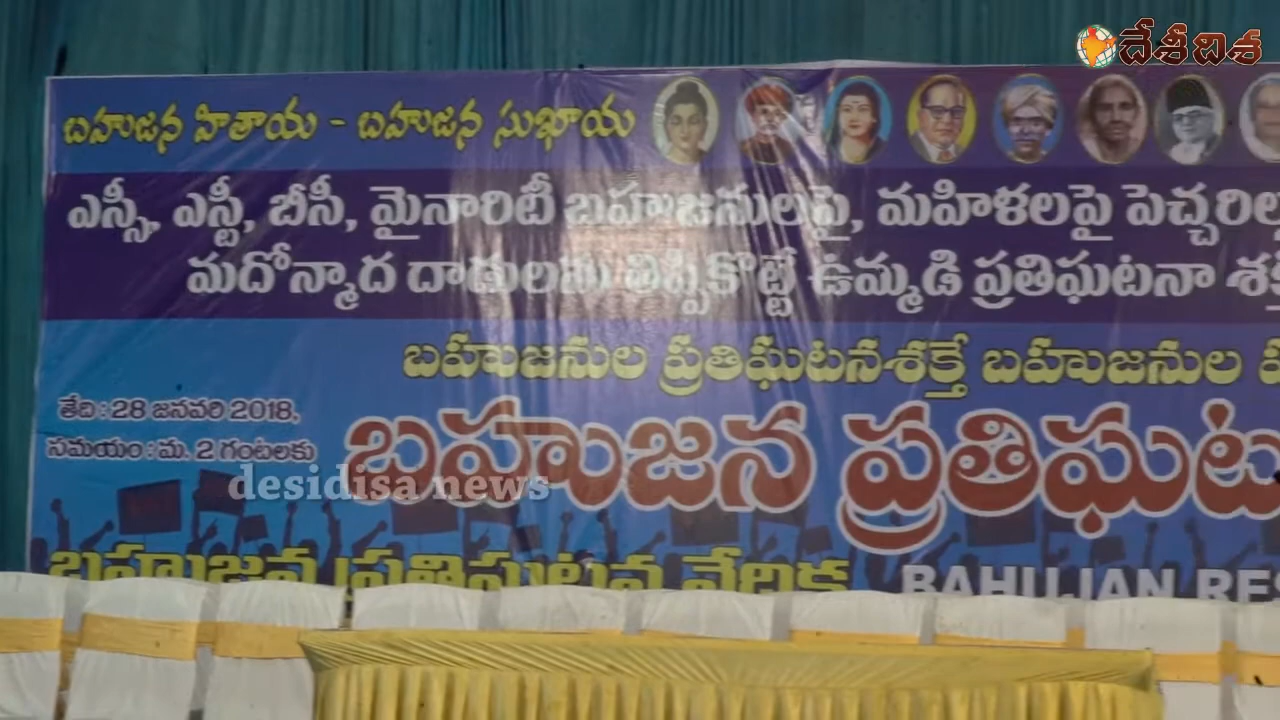 దేశీదిశ
బహుజన హితాయ - బహుజన సుఖాయ
ఎస్సీ, ఎస్టీ, బీసీ, మైనారిటీ బహుజనులపై, మహిళలపై
మదోన్మాద దాడులను తిప్పికొట్టే ఉమ్మడి ప్రతిఘటనా
బహుజనుల ప్రతిఘటనశక్తే బహుజనుల
తేది : 28 జనవరి 2018,
సమయం : మ. 2 గంటలకు
బహుజన
desidisa news
బహుజన ప్రతిఘటన వేదిక
BAHUJAN